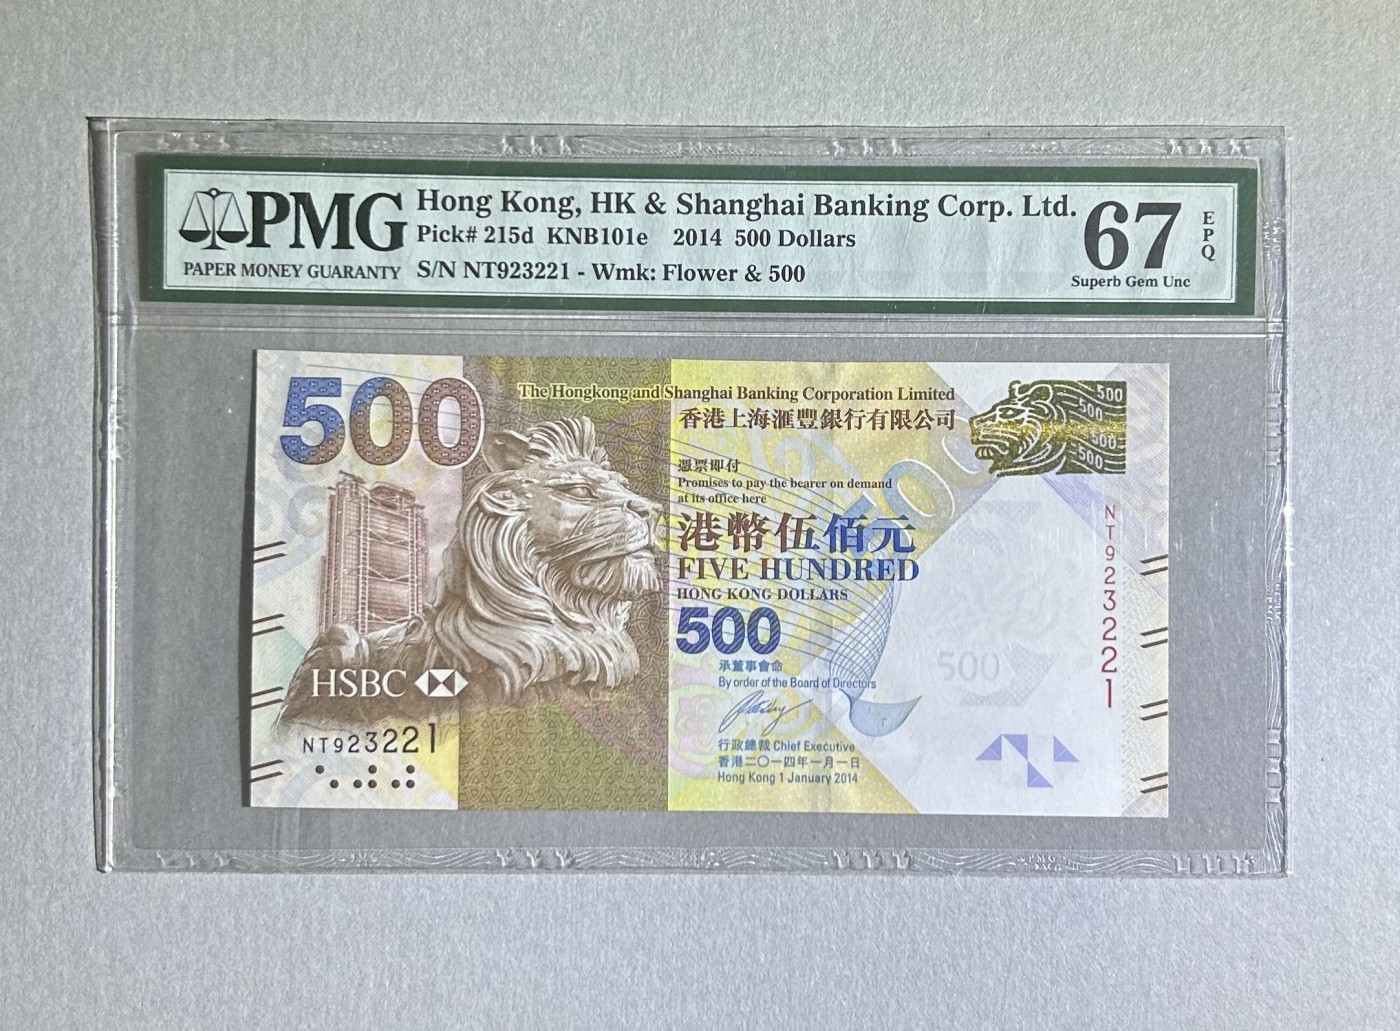 PMG
PAPER MONEY GUARANTY
Hong Kong, HK & Shanghai Banking Corp. Ltd.
Pick# 215d KNB101e 2014 500 Dollars
S/N NT923221 - Wmk: Flower & 500
67
EPQ
Superb Gem Unc
500
The Hongkong and Shanghai Banking Corporation Limited
香港上海滙豐銀行有限公司
500
500
500
500
憑票即付
Promises to pay the bearer on demand
at its office here
500
港幣伍佰元
FIVE HUNDRED
HONG KONG DOLLARS
500
NT923221
500
承董事會命
By order of the Board of Directors
HSBC
NT923221
行政總裁 Chief Executive
香港二〇一四年一月一日
Hong Kong 1 January 2014